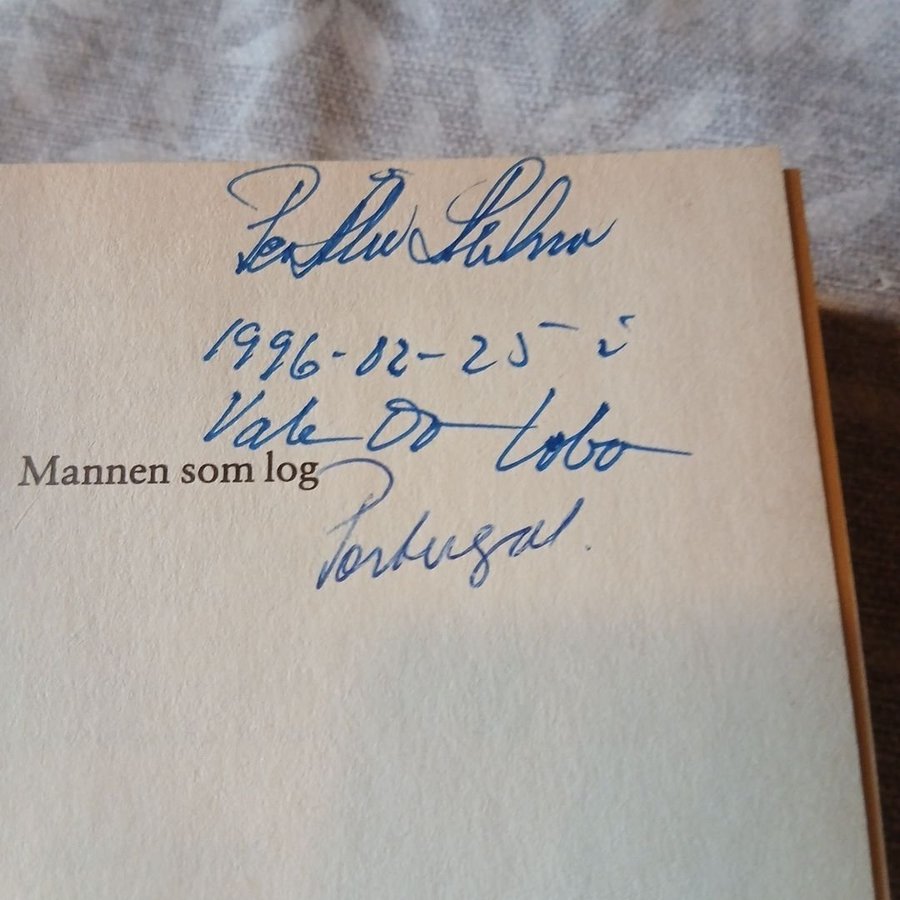 1996-02-25 i
Vale Do Lobo
Mannen som log
Portugal.